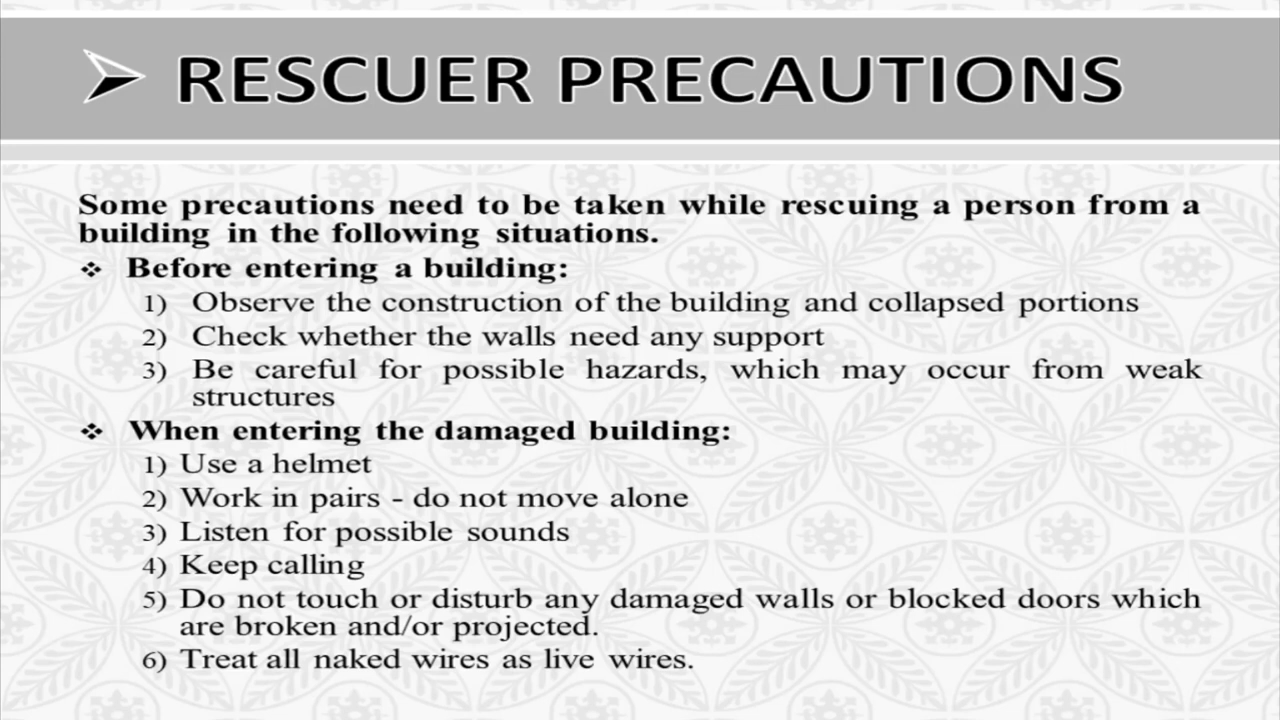 ➢ RESCUER PRECAUTIONS
Some precautions need to be taken while rescuing a person from a
building in the following situations.
❖ Before entering a building:
1) Observe the construction of the building and collapsed portions
2) Check whether the walls need any support
3) Be careful for possible hazards, which may occur from weak
structures
❖ When entering the damaged building:
1) Use a helmet
2) Work in pairs - do not move alone
3) Listen for possible sounds
4) Keep calling
5) Do not touch or disturb any damaged walls or blocked doors which
are broken and/or projected.
6) Treat all naked wires as live wires.